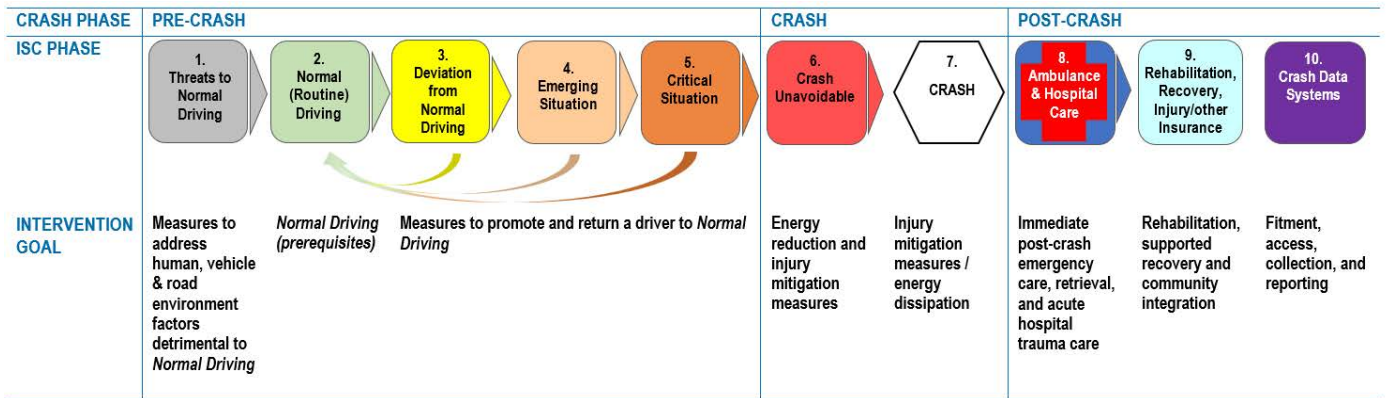 CRASH PHASE PRE-CRASH CRASH POST-CRASH
ISC PHASE
1.
Threats to
Normal
Driving
2.
Normal
(Routine)
Driving
3.
Deviation
from
Normal
Driving
4.
Emerging
Situation
5.
Critical
Situation
6.
Crash
Unavoidable
7.
CRASH
8.
Ambulance
& Hospital
Care
9.
Rehabilitation,
Recovery,
Injury/other
Insurance
10.
Crash Data
Systems
INTERVENTION
GOAL
Measures to
address
human, vehicle
& road
environment
factors
detrimental to
Normal Driving
Normal Driving
(prerequisites)
Measures to promote and return a driver to Normal
Driving
Energy
reduction and
injury
mitigation
measures
Injury
mitigation
measures /
energy
dissipation
Immediate
post-crash
emergency
care, retrieval,
and acute
hospital
trauma care
Rehabilitation,
supported
recovery and
community
integration
Fitment,
access,
collection, and
reporting